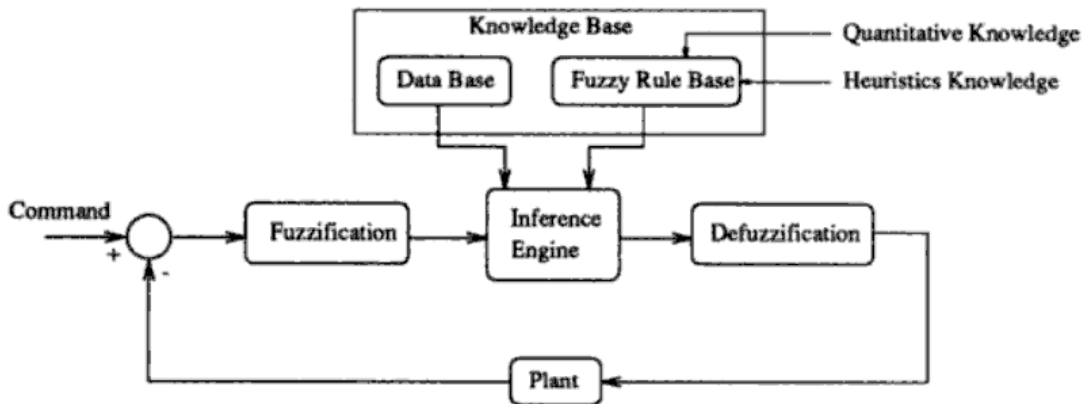 Knowledge Base
Quantitative Knowledge
Data Base
Fuzzy Rule Base
Heuristics Knowledge
Command
+
-
Fuzzification
Inference
Engine
Defuzzification
Plant